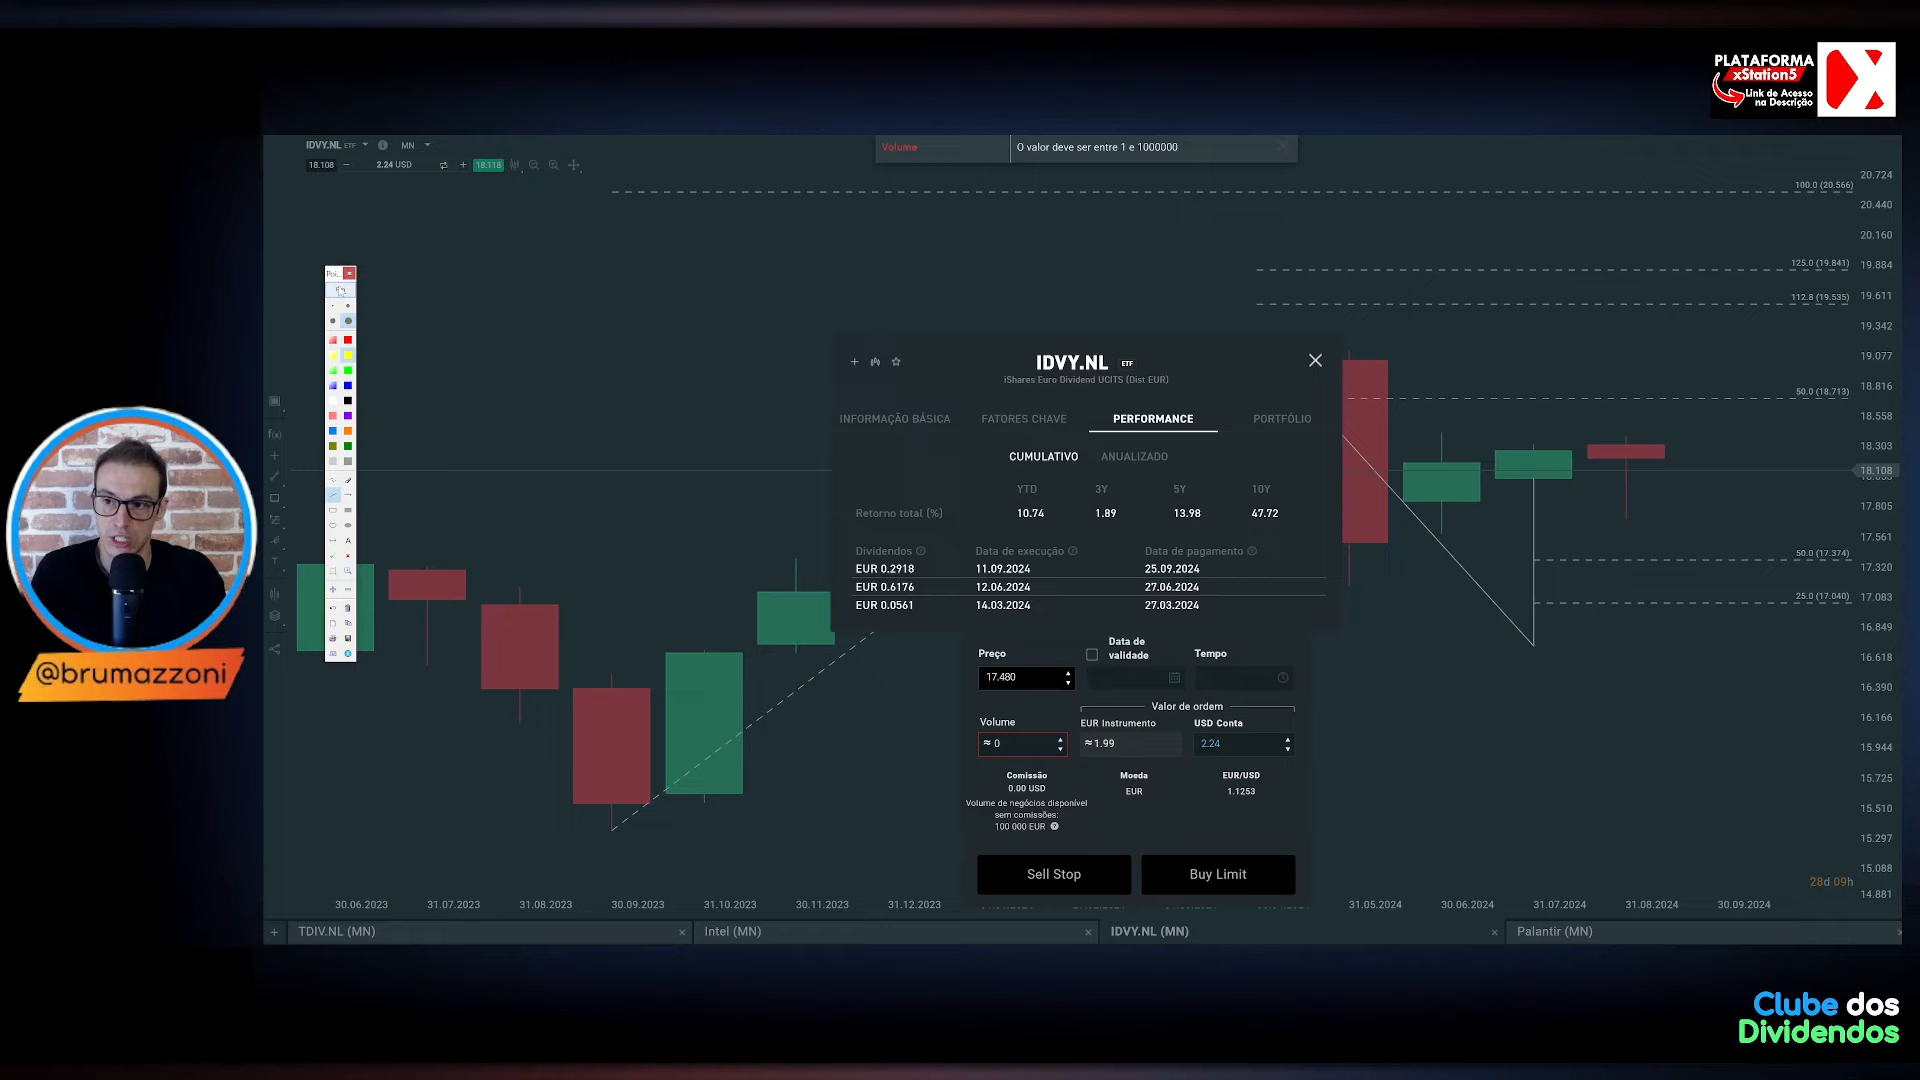 PLATAFORMA
xStation5
Link de Acesso
na Descrição
IDVY.NL ETF MN
18.108 2.24 USD 18.118
Volume O valor deve ser entre 1 e 1000000
20.724
100.0 (20.566)
20.440
20.160
125.0 (19.841)
19.884
112.8 (19.535)
19.611
19.342
19.077
18.816
50.0 (18.713)
18.558
18.303
18.108
17.805
17.561
50.0 (17.374)
17.320
25.0 (17.040)
17.083
16.849
16.618
16.390
16.166
15.944
15.725
15.510
15.297
15.088
28d 09h
14.881
IDVY.NL ETF
iShares Euro Dividend UCITS (Dist EUR)
INFORMAÇÃO BÁSICA FATORES CHAVE PERFORMANCE PORTFÓLIO
CUMULATIVO ANUALIZADO
YTD 3Y 5Y 10Y
Retorno total (%) 10.74 1.89 13.98 47.72
Dividendos Data de execução Data de pagamento
EUR 0.2918 11.09.2024 25.09.2024
EUR 0.6176 12.06.2024 27.06.2024
EUR 0.0561 14.03.2024 27.03.2024
Preço Data de validade Tempo
17.480
Valor de ordem
Volume EUR Instrumento USD Conta
≈ 0 ≈ 1.99 2.24
Comissão Moeda EUR/USD
0.00 USD EUR 1.1253
Volume de negócios disponível
sem comissões:
100 000 EUR
Sell Stop Buy Limit
30.06.2023 31.07.2023 31.08.2023 30.09.2023 31.10.2023 30.11.2023 31.12.2023 31.05.2024 30.06.2024 31.07.2024 31.08.2024 30.09.2024
TDIV.NL (MN) Intel (MN) IDVY.NL (MN) Palantir (MN)
@brumazzoni
Clube dos
Dividendos